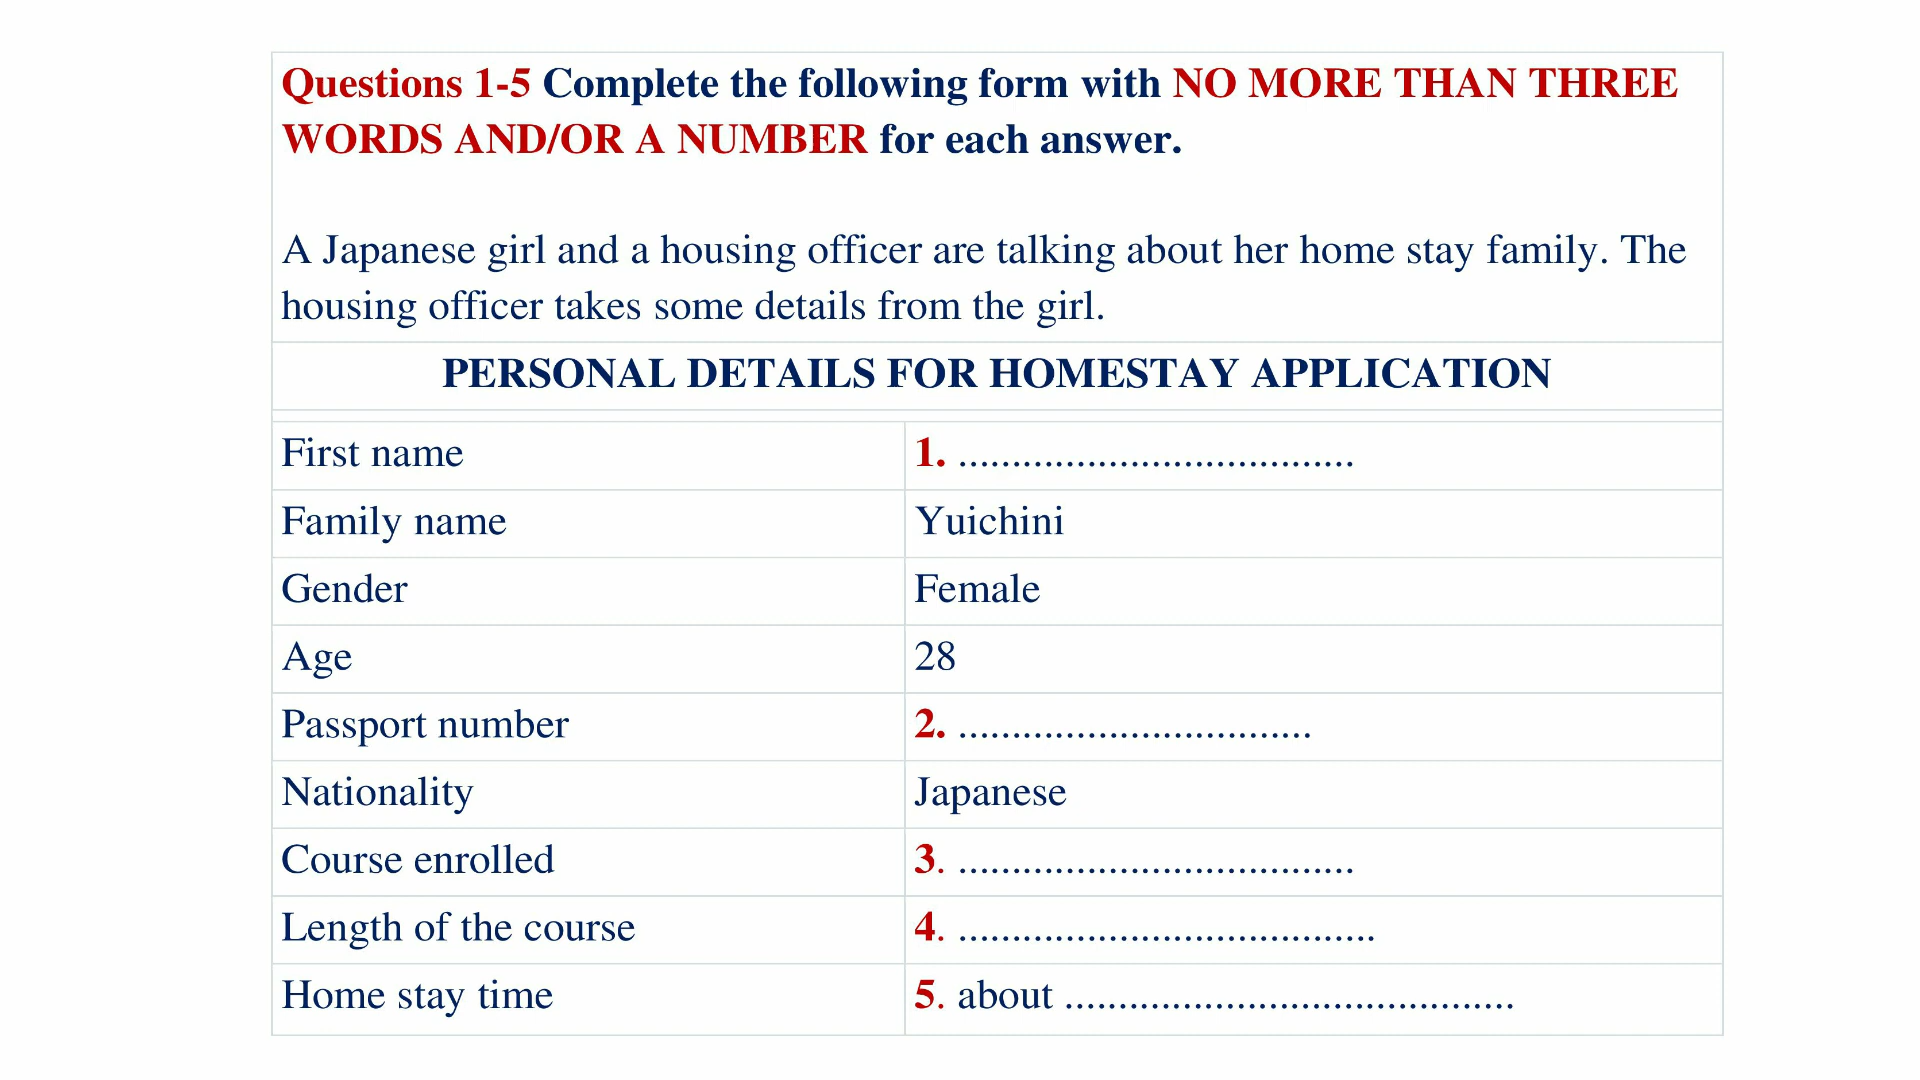 Questions 1-5 Complete the following form with NO MORE THAN THREE
WORDS AND/OR A NUMBER for each answer.
A Japanese girl and a housing officer are talking about her home stay family. The
housing officer takes some details from the girl.
PERSONAL DETAILS FOR HOMESTAY APPLICATION
First name 1. .....................................
Family name Yuichini
Gender Female
Age 28
Passport number 2. .................................
Nationality Japanese
Course enrolled 3. .....................................
Length of the course 4. .......................................
Home stay time 5. about ..........................................